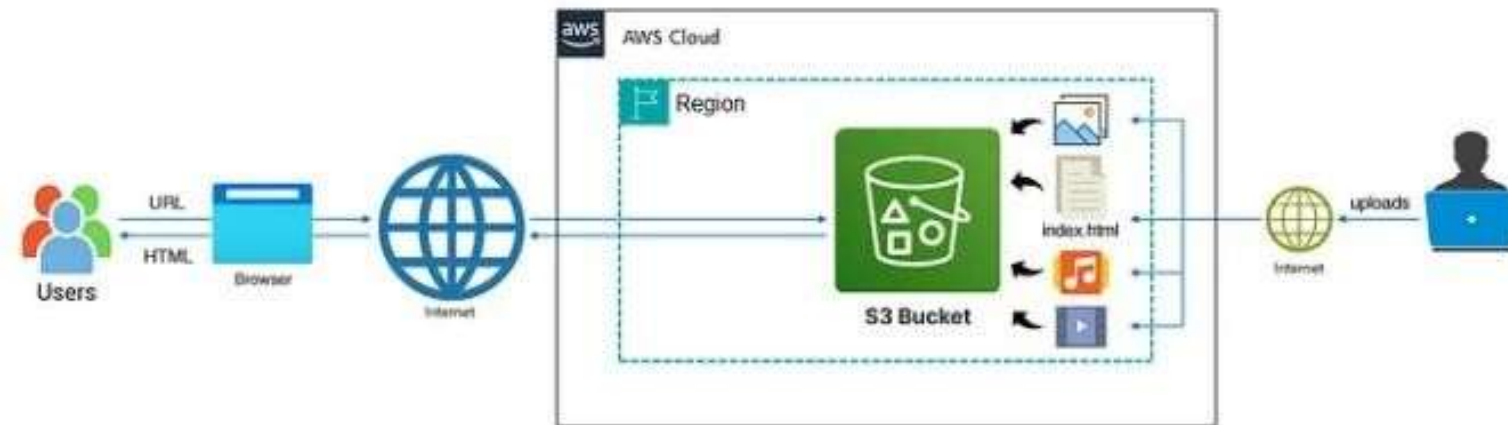 aws
AWS Cloud
Region
URL
HTML
Users
Browser
Internet
S3 Bucket
index.html
Internet
uploads